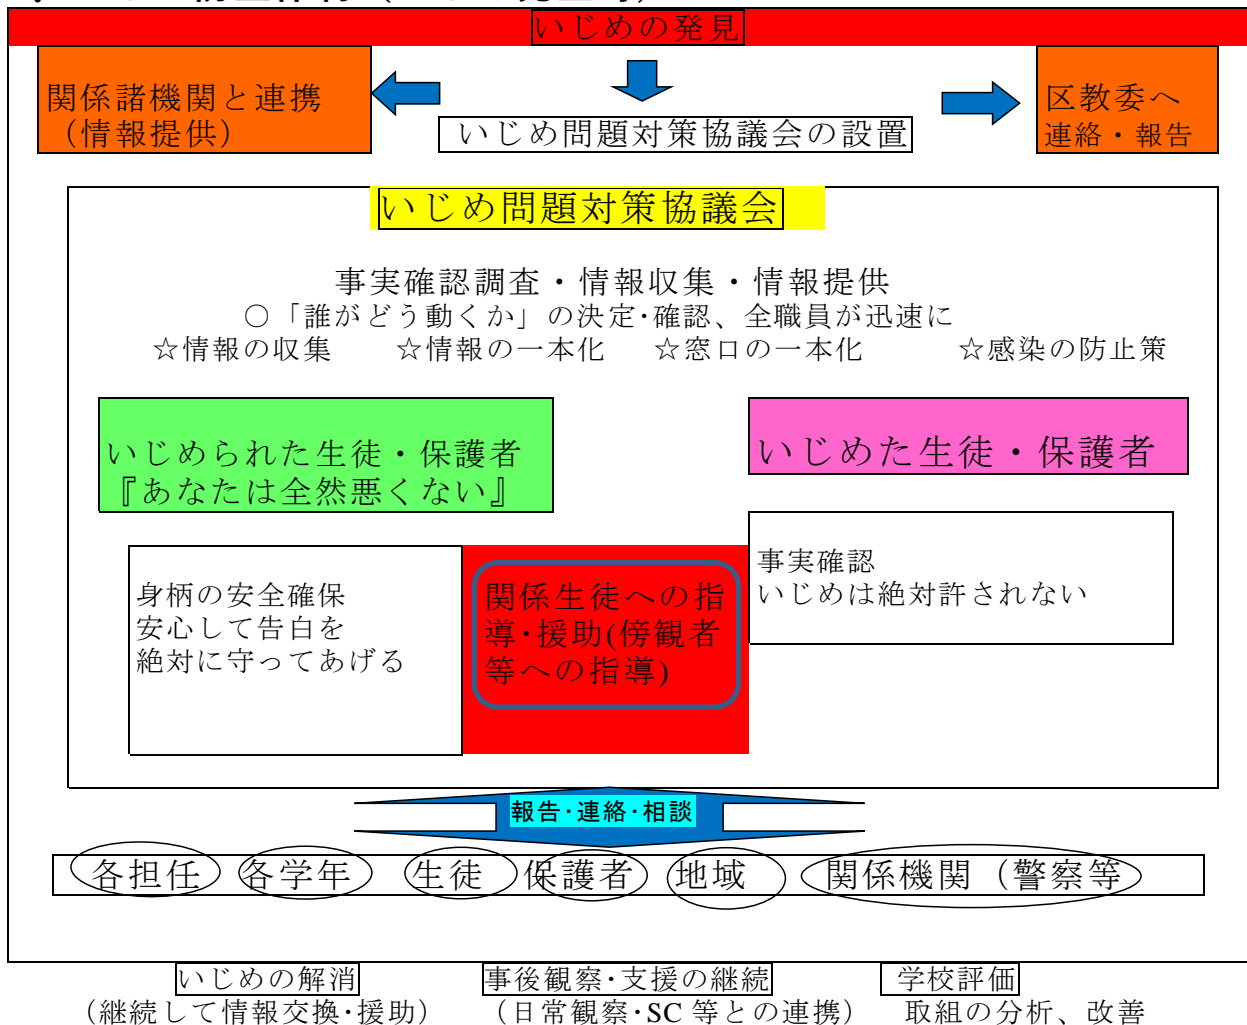 いじめの発見
関係諸機関と連携
（情報提供）
いじめ問題対策協議会の設置
区教委へ
連絡・報告
いじめ問題対策協議会
事実確認調査・情報収集・情報提供
○「誰がどう動くか」の決定･確認、全職員が迅速に
☆情報の収集 ☆情報の一本化 ☆窓口の一本化 ☆感染の防止策
いじめられた生徒・保護者
『あなたは全然悪くない』
いじめた生徒・保護者
身柄の安全確保
安心して告白を
絶対に守ってあげる
関係生徒への指
導･援助(傍観者
等への指導)
事実確認
いじめは絶対許されない
報告･連絡･相談
各担任 各学年 生徒 保護者 地域 関係機関（警察等
いじめの解消 事後観察･支援の継続 学校評価
（継続して情報交換･援助） （日常観察･SC 等との連携） 取組の分析、改善